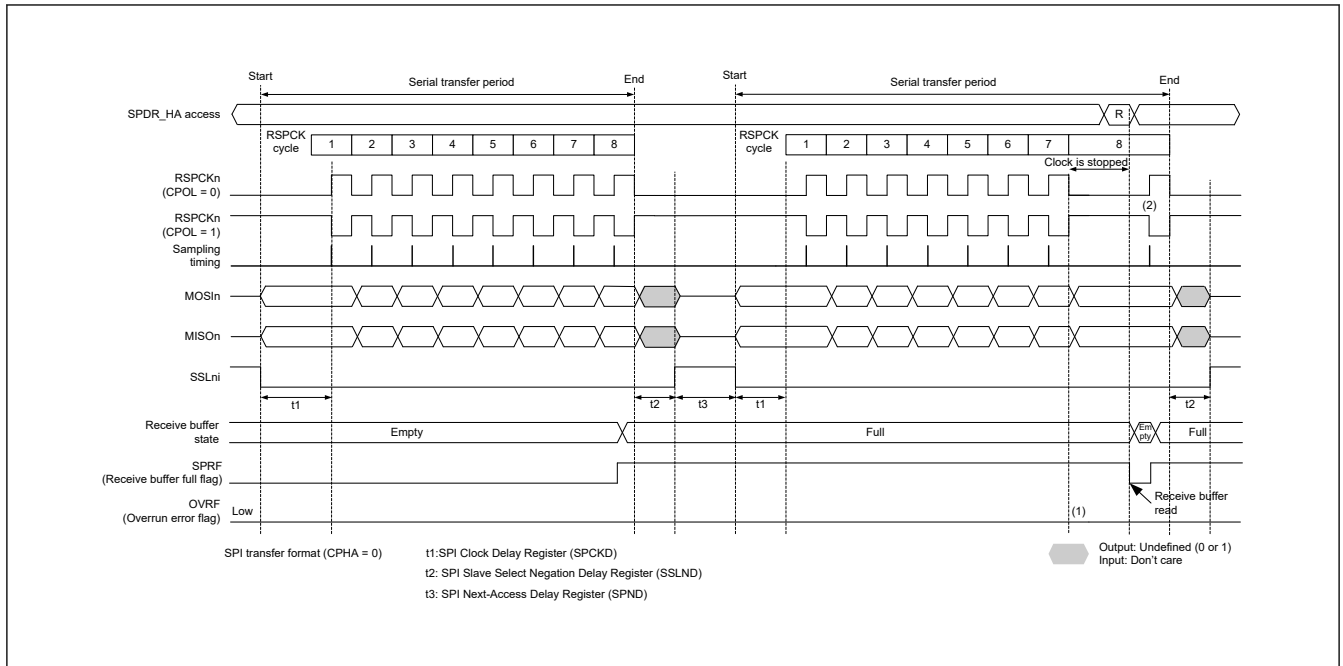 Start Serial transfer period End Start Serial transfer period End
SPDR_HA access R
RSPCK cycle 1 2 3 4 5 6 7 8 RSPCK cycle 1 2 3 4 5 6 7 8
Clock is stopped
RSPCKn
(CPOL = 0)
(2)
RSPCKn
(CPOL = 1)
Sampling
timing
MOSIn
MISOn
SSLni
t1 t2 t3 t1 t2
Receive buffer
state
Empty Full Em
pty Full
SPRF
(Receive buffer full flag)
Receive buffer
read
OVRF
(Overrun error flag) Low (1)
SPI transfer format (CPHA = 0) t1:SPI Clock Delay Register (SPCKD)
t2: SPI Slave Select Negation Delay Register (SSLND)
t3: SPI Next-Access Delay Register (SPND)
Output: Undefined (0 or 1)
Input: Don't care